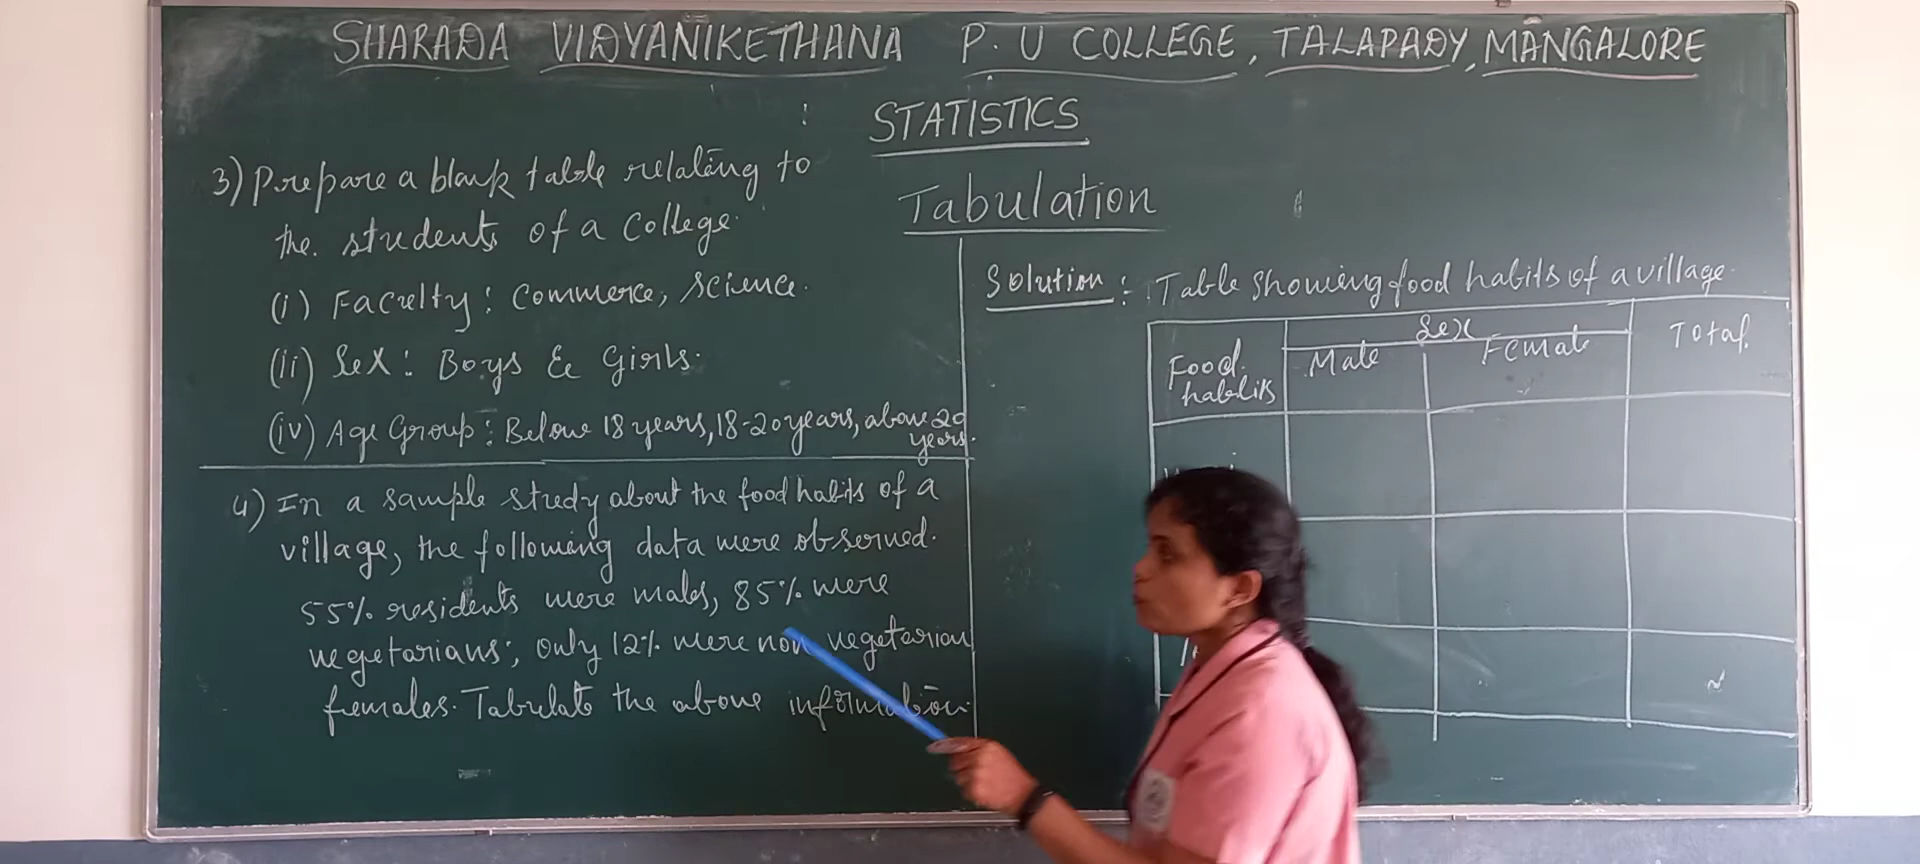 SHARADA VIDYANIKETHANA P.U COLLEGE, TALAPADY, MANGALORE
STATISTICS
Tabulation
3) Prepare a blank table relating to
the students of a College.
(i) Faculty: Commerce, Science.
(ii) Sex: Boys & Girls.
(iv) Age Group: Below 18 years, 18-20 years, above 20
years.
4) In a sample study about the food habits of a
village, the following data were observed.
55% residents were males, 85% were
vegetarians; only 12% were non vegetarian
females. Tabulate the above information.
Solution: Table showing food habits of a village
Food habits
Sex
Male Female
Total